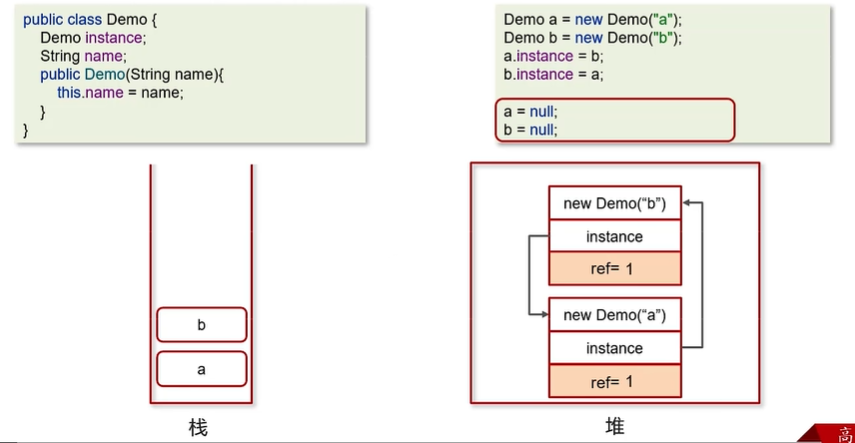 public class Demo {
Demo instance;
String name;
public Demo(String name){
this.name = name;
}
}
Demo a = new Demo("a");
Demo b = new Demo("b");
a.instance = b;
b.instance = a;
a = null;
b = null;
b
a
栈
new Demo(“b”)
instance
ref= 1
new Demo(“a”)
instance
ref= 1
堆
高